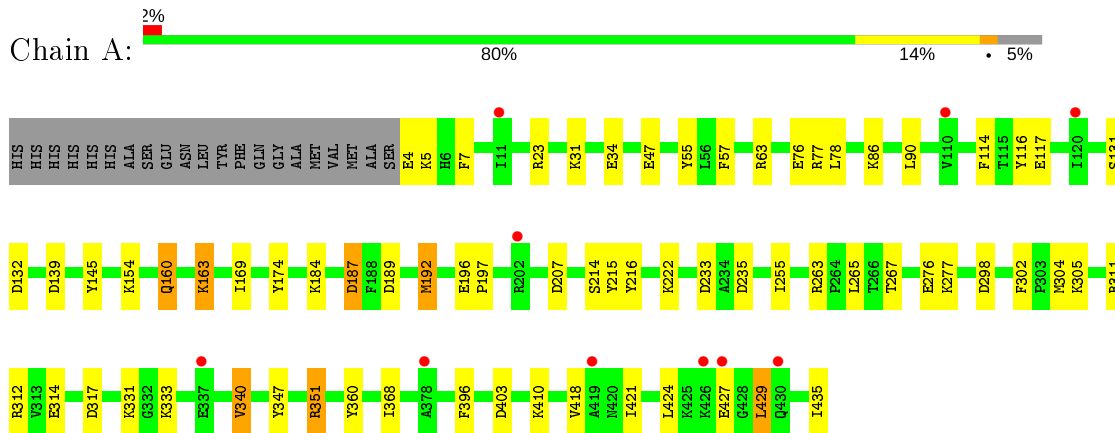 2%
Chain A:
80% 14% • 5%
HIS HIS HIS HIS HIS HIS ALA SER GLU ASN LEU TYR PHE GLN GLY ALA MET VAL MET ALA SER E4 K5 H6 F7 I11 R23 K31 E34 E47 Y55 L56 F57 R63 E76 R77 L78 K86 L90 V110 F114 T115 Y116 E117 I120 S131
D132 D139 Y145 K154 Q160 K163 I169 Y174 K184 D187 F188 D189 M192 E196 P197 R202 D207 S214 Y215 Y216 K222 D233 A234 D235 I255 R263 P264 L265 T266 T267 E276 K277 D298 F302 P303 M304 K305
R312 V313 E314 D317 K331 G332 K333 E337 V340 Y347 R351 Y360 I368 A378 F396 D403 K410 V418 A419 N420 I421 L424 K425 K426 E427 G428 L429 Q430 I435